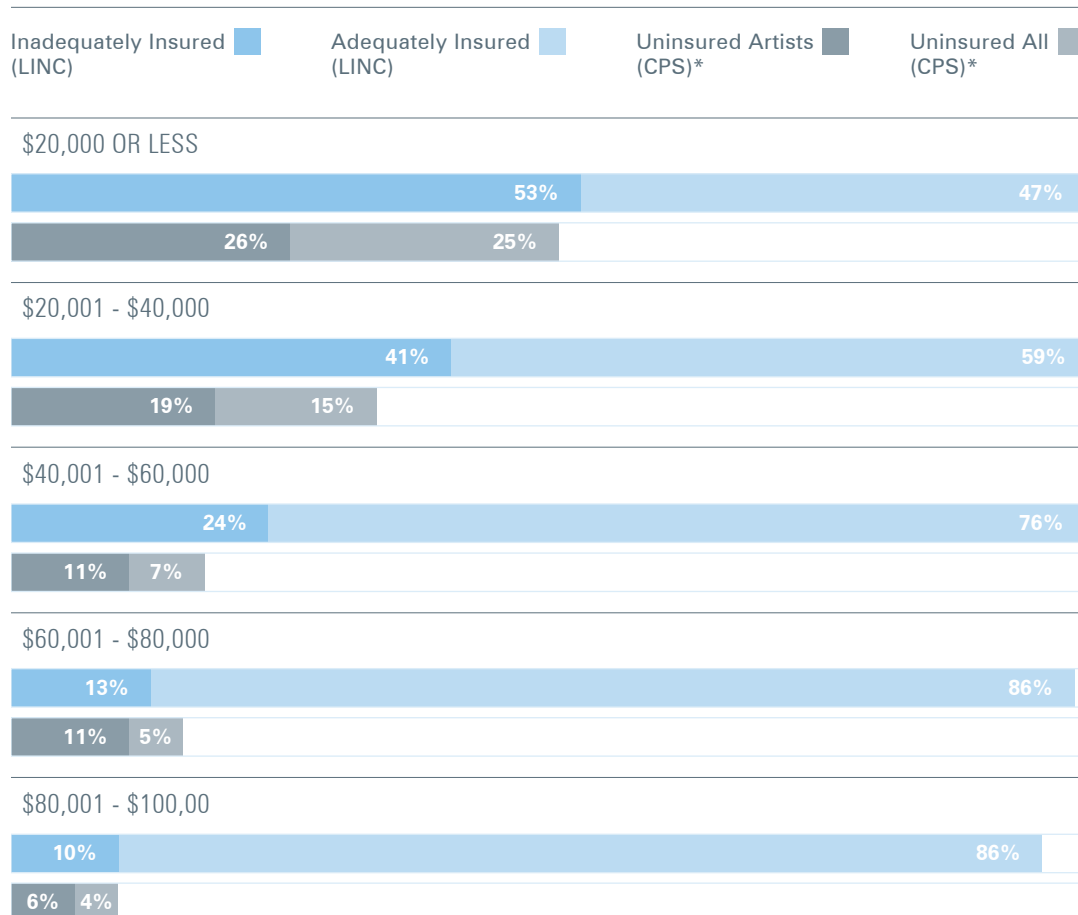 Inadequately Insured
(LINC)
Adequately Insured
(LINC)
Uninsured Artists
(CPS)*
Uninsured All
(CPS)*
$20,000 OR LESS
53% 47%
26% 25%
$20,001 - $40,000
41% 59%
19% 15%
$40,001 - $60,000
24% 76%
11% 7%
$60,001 - $80,000
13% 86%
11% 5%
$80,001 - $100,00
10% 86%
6% 4%